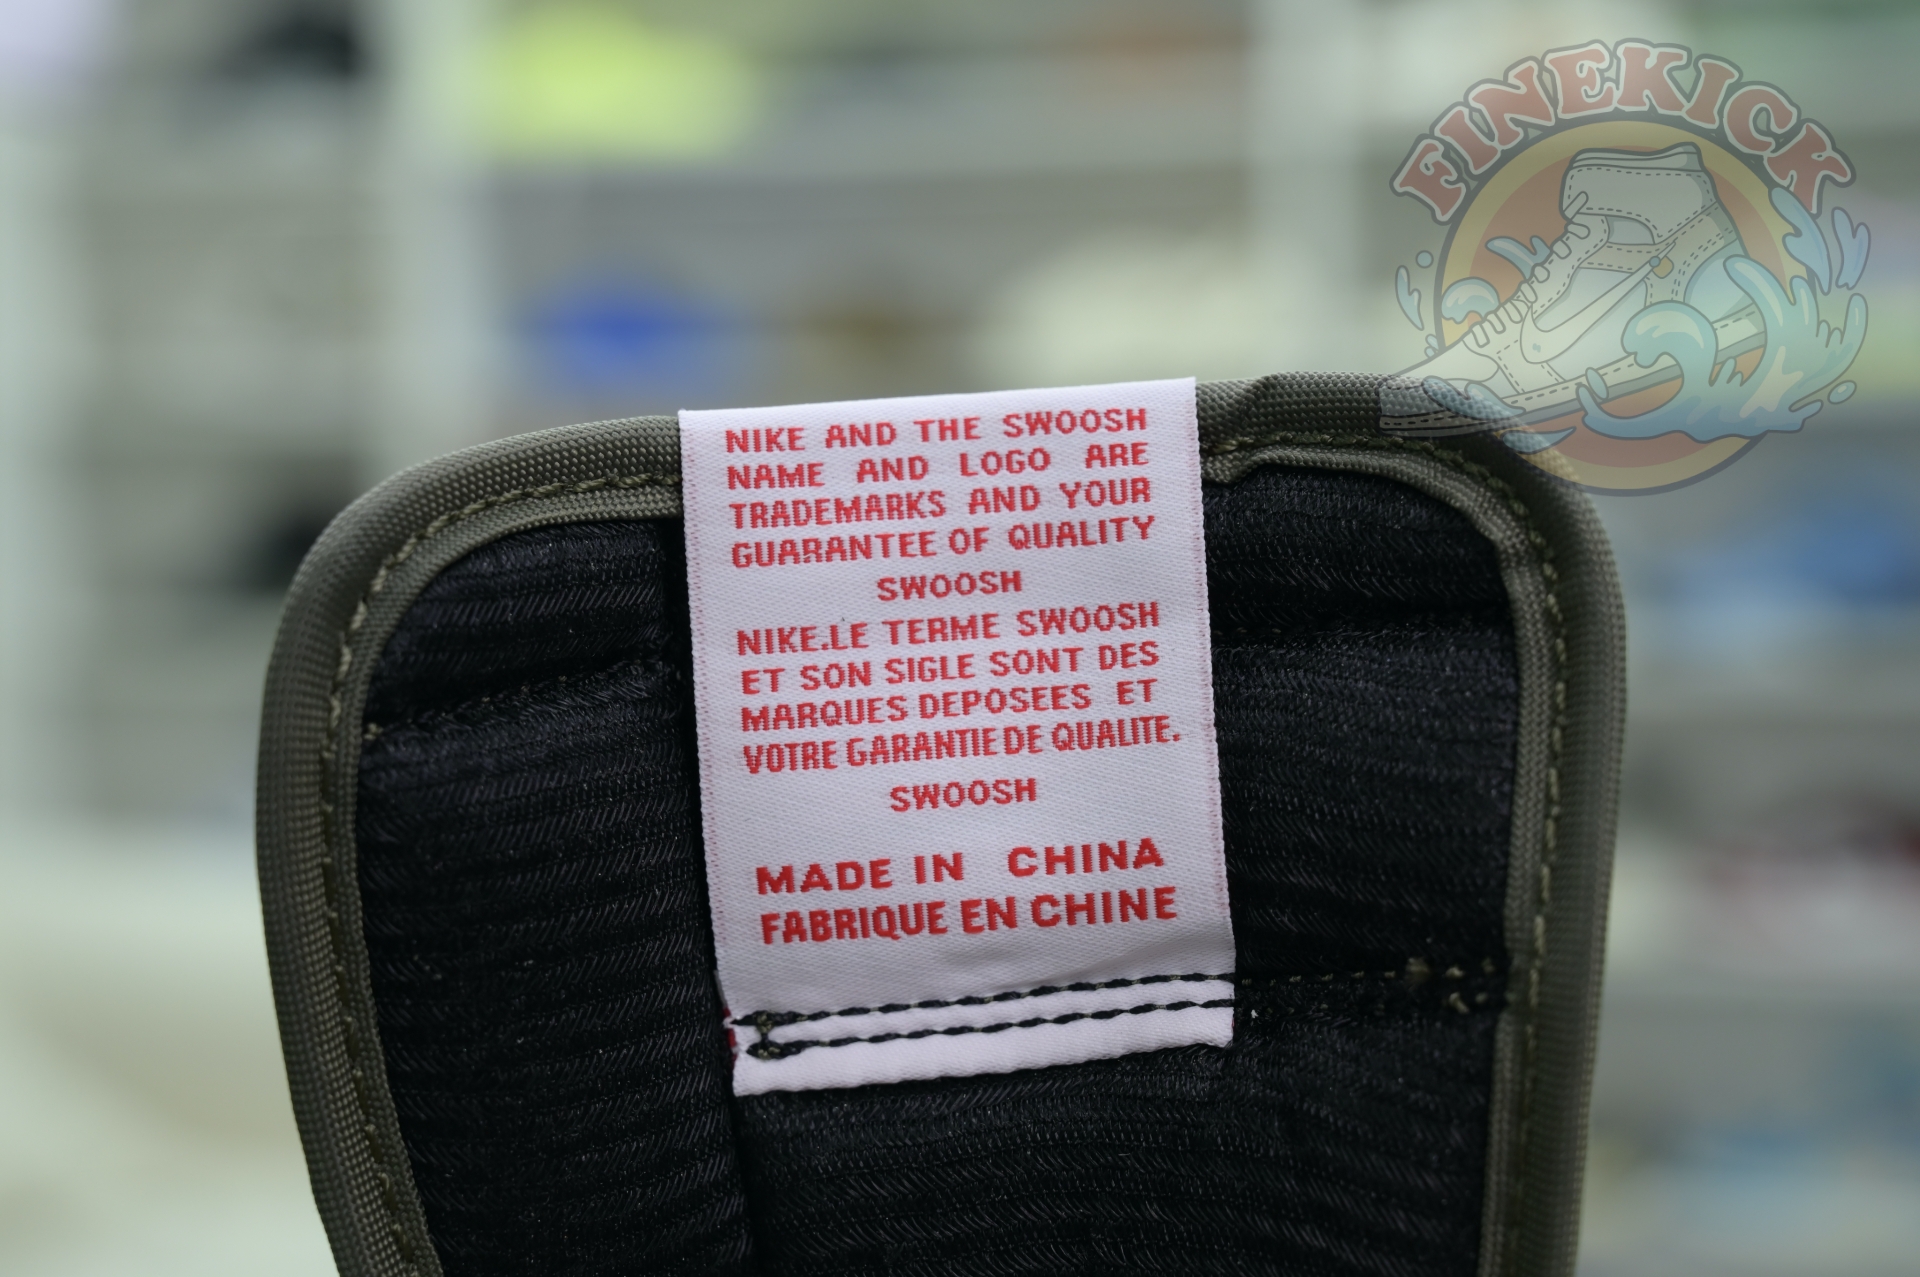 FINEKICK
NIKE AND THE SWOOSH
NAME AND LOGO ARE
TRADEMARKS AND YOUR
GUARANTEE OF QUALITY
SWOOSH
NIKE.LE TERME SWOOSH
ET SON SIGLE SONT DES
MARQUES DEPOSEES ET
VOTRE GARANTIE DE QUALITE.
SWOOSH
MADE IN CHINA
FABRIQUE EN CHINE